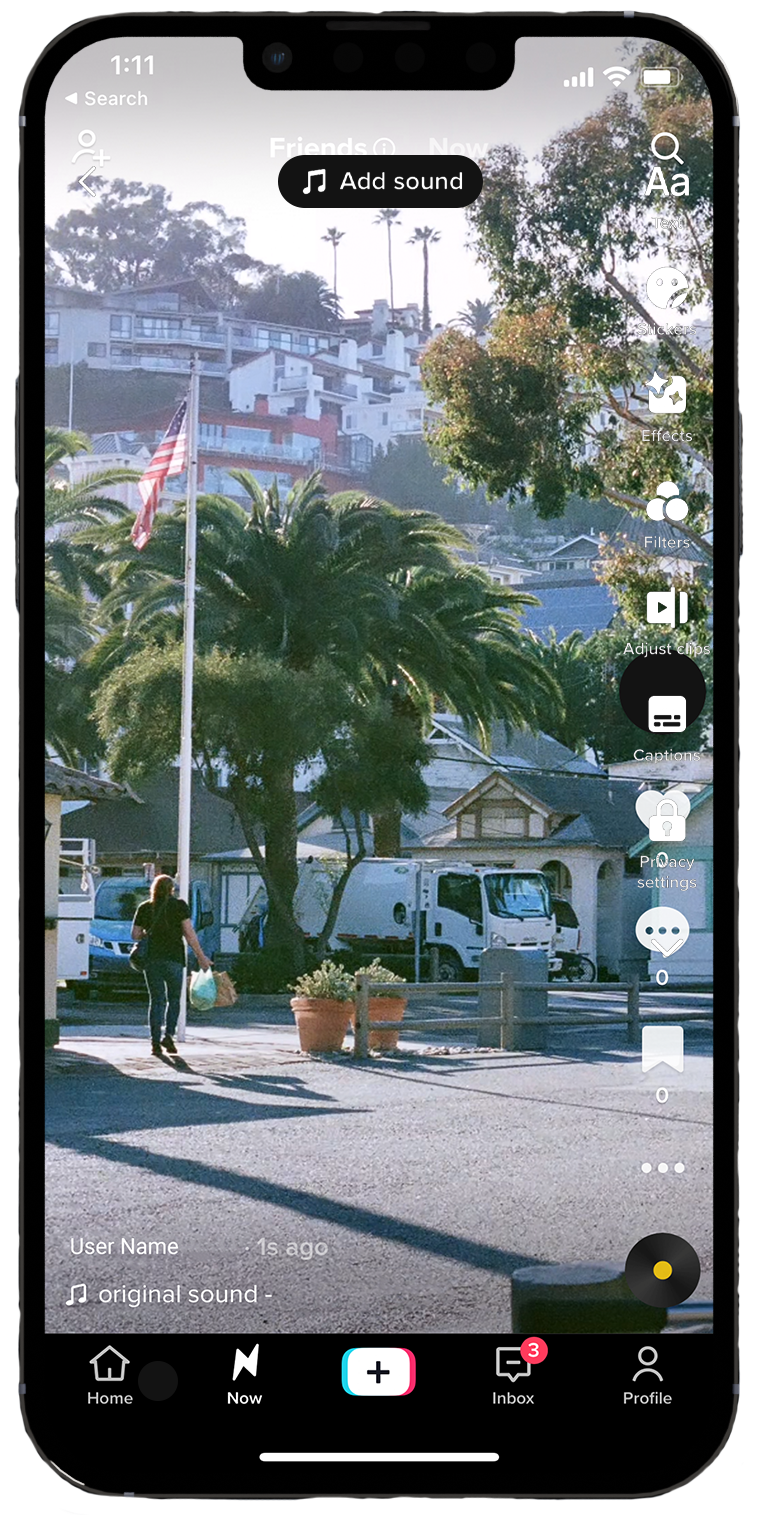 1:11
Search
Friends Now
Add sound
Aa
Text
Stickers
Effects
Filters
Adjust clips
Captions
0
Privacy
settings
0
0
User Name · 1s ago
original sound -
3
Home Now Inbox Profile